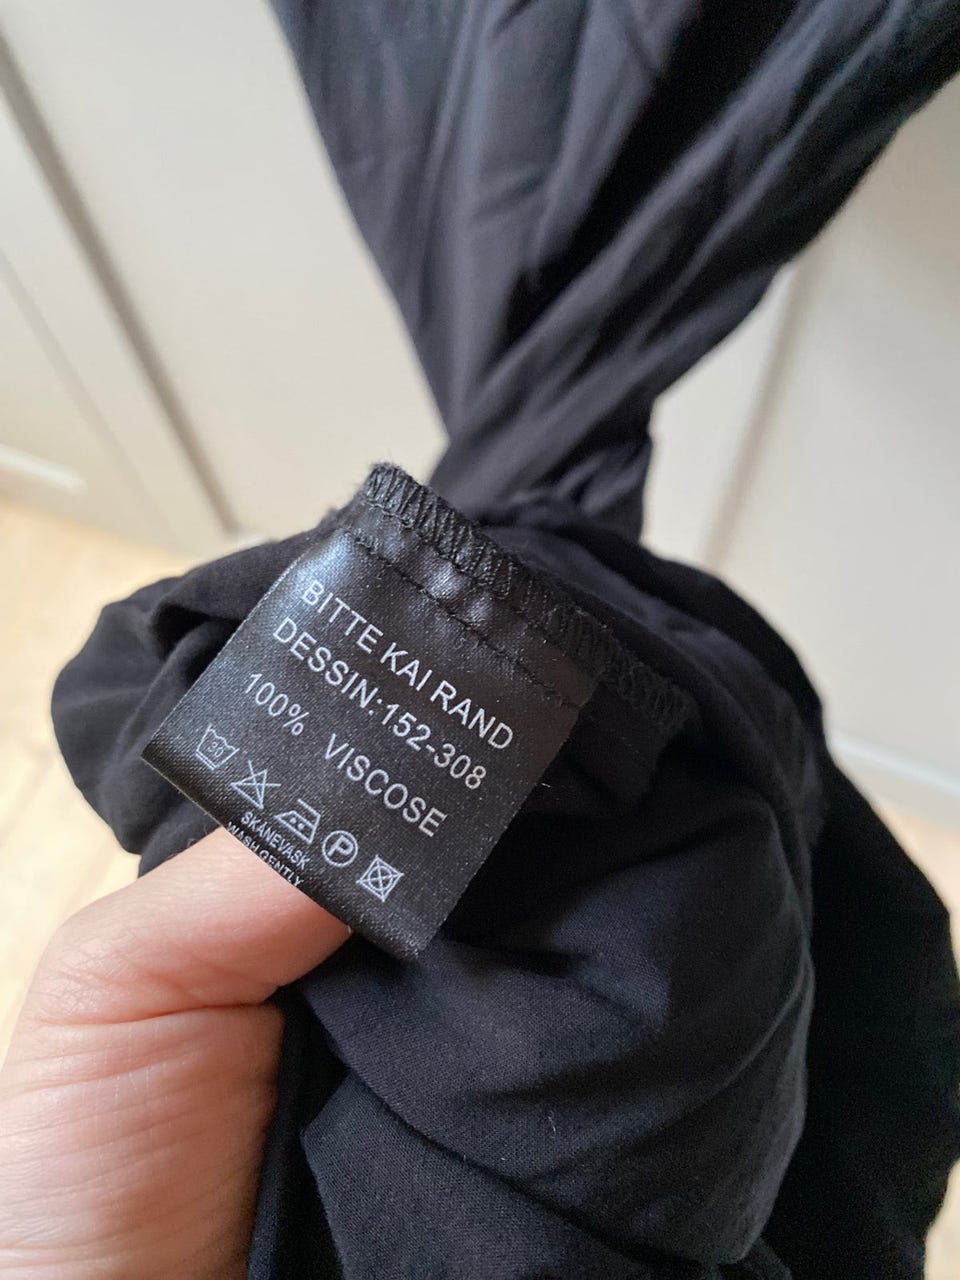 BITTE KAI RAND
DESSIN:152-308
100% VISCOSE
30 P
SKÅNEVASK
WASH GENTLY